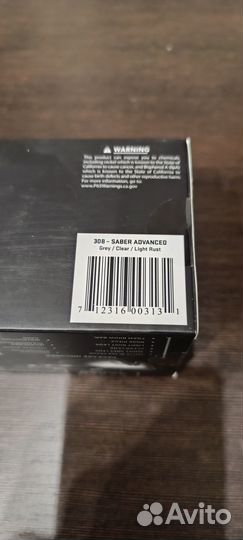 WARNING
This product can expose you to chemicals
including nickel which is known to the State of
California to cause cancer, and Bisphenol A (BPA)
which is known to the State of California to
cause birth defects and other reproductive harm.
For more information, go to:
www.P65Warnings.ca.gov
308 – SABER ADVANCED
Grey / Clear / Light Rust
7 12316 00313 1
Avito